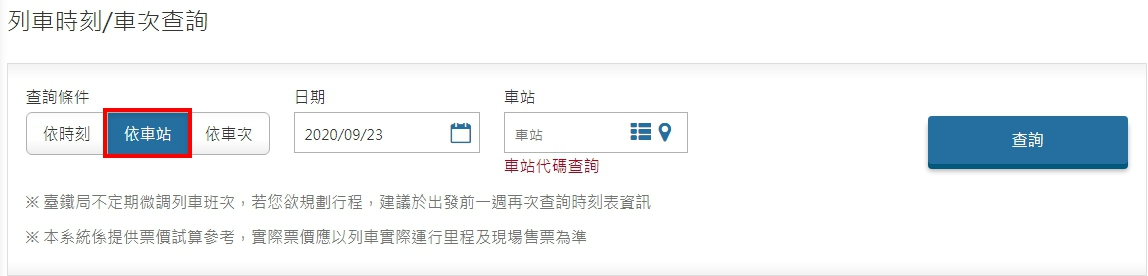 列車時刻/車次查詢
查詢條件
依時刻 依車站 依車次
日期
2020/09/23
車站
車站
車站代碼查詢
查詢
※ 臺鐵局不定期微調列車班次，若您欲規劃行程，建議於出發前一週再次查詢時刻表資訊
※ 本系統係提供票價試算參考，實際票價應以列車實際運行里程及現場售票為準